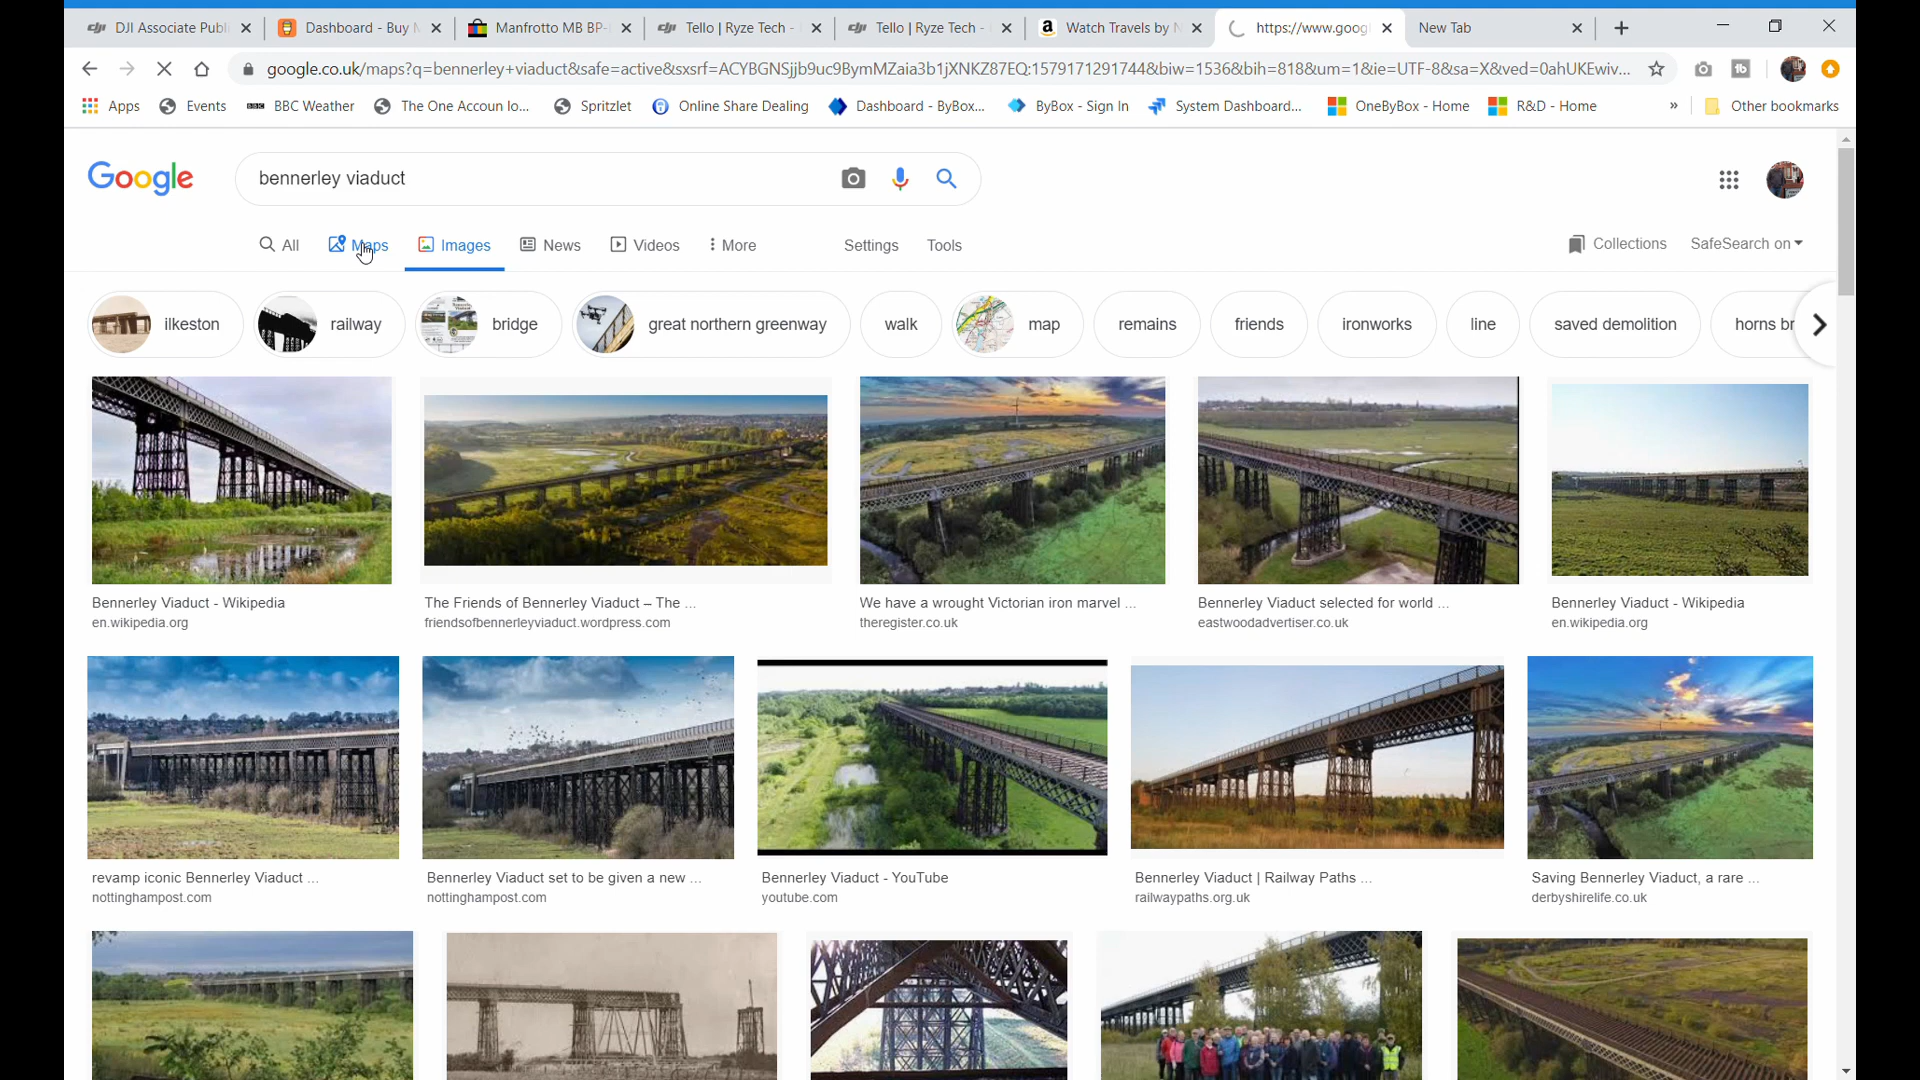 DJI Associate Publ
Dashboard - Buy M
Manfrotto MB BP-
Tello | Ryze Tech -
Tello | Ryze Tech -
Watch Travels by N
https://www.goog
New Tab
google.co.uk/maps?q=bennerley+viaduct&safe=active&sxsrf=ACYBGNSjjb9uc9BymMZaia3b1jXNKZ87EQ:1579171291744&biw=1536&bih=818&um=1&ie=UTF-8&sa=X&ved=0ahUKEwiv...
Apps
Events
BBC Weather
The One Accoun lo...
Spritzlet
Online Share Dealing
Dashboard - ByBox...
ByBox - Sign In
System Dashboard...
OneByBox - Home
R&D - Home
»
Other bookmarks
Google
bennerley viaduct
All
Maps
Images
News
Videos
More
Settings
Tools
Collections
SafeSearch on
ilkeston
railway
bridge
great northern greenway
walk
map
remains
friends
ironworks
line
saved demolition
horns br
Bennerley Viaduct - Wikipedia
en.wikipedia.org
The Friends of Bennerley Viaduct – The ...
friendsofbennerleyviaduct.wordpress.com
We have a wrought Victorian iron marvel ...
theregister.co.uk
Bennerley Viaduct selected for world ...
eastwoodadvertiser.co.uk
Bennerley Viaduct - Wikipedia
en.wikipedia.org
revamp iconic Bennerley Viaduct ...
nottinghampost.com
Bennerley Viaduct set to be given a new ...
nottinghampost.com
Bennerley Viaduct - YouTube
youtube.com
Bennerley Viaduct | Railway Paths ...
railwaypaths.org.uk
Saving Bennerley Viaduct, a rare ...
derbyshirelife.co.uk